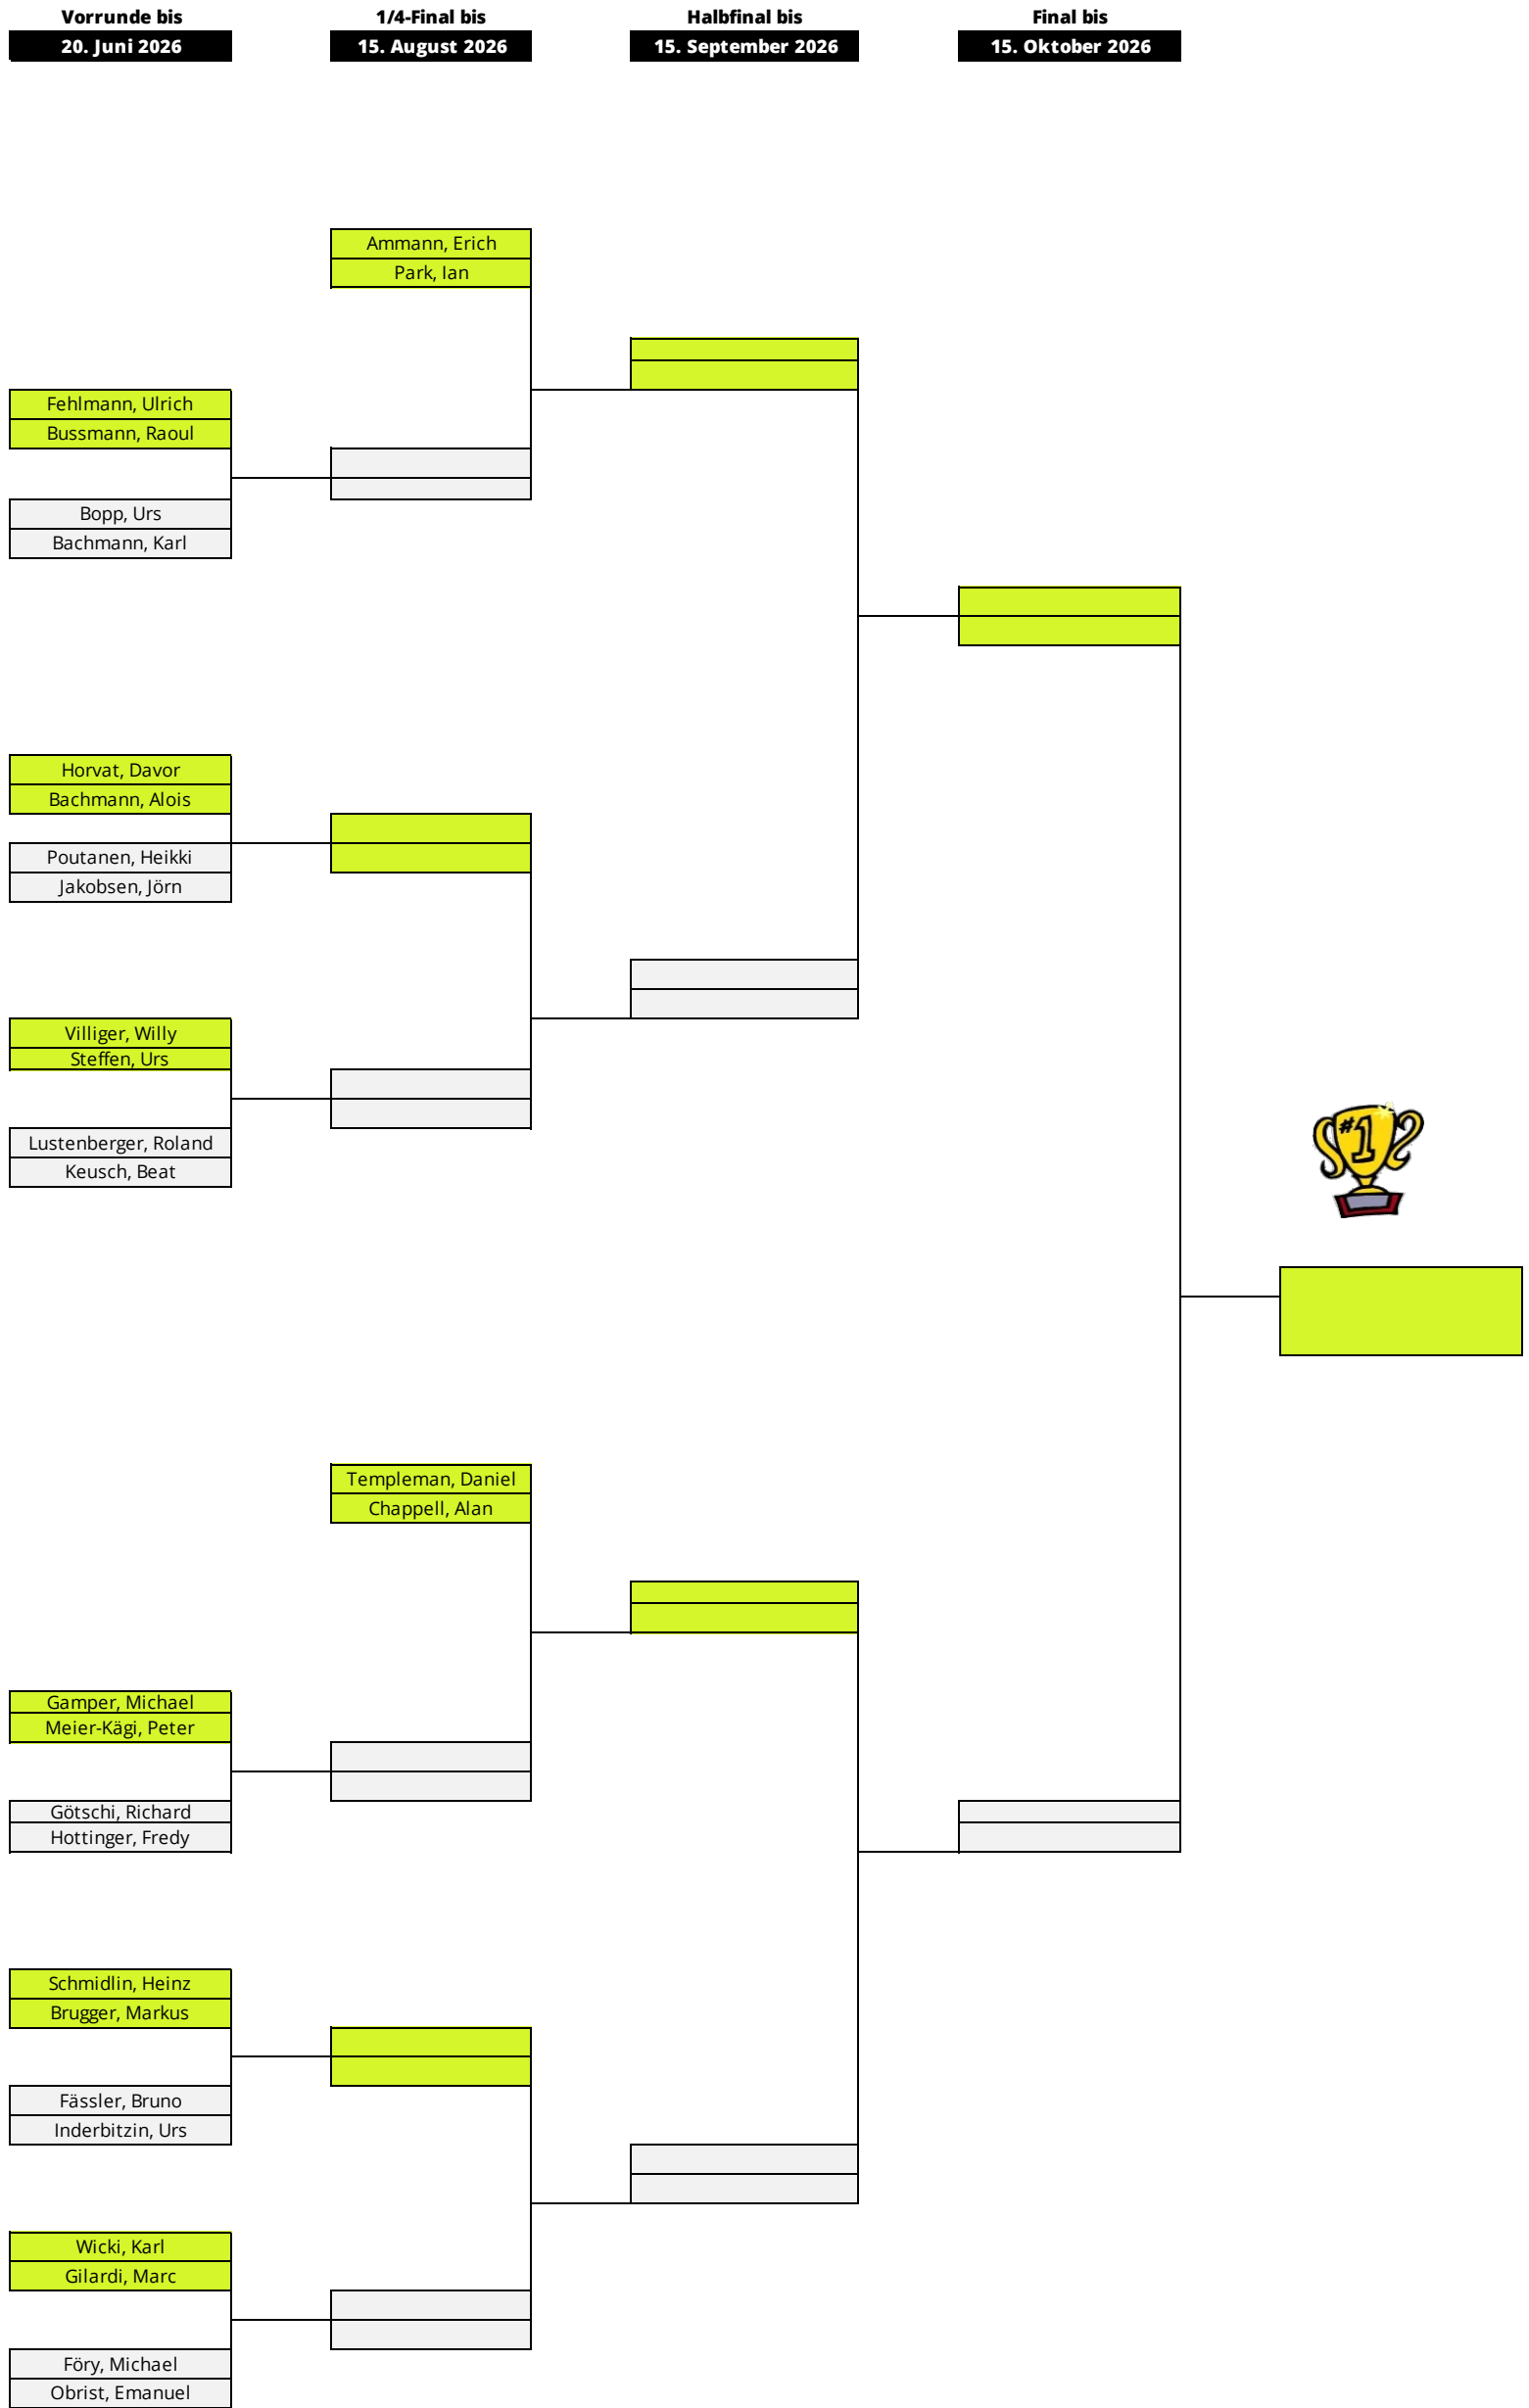 Vorrunde bis
20. Juni 2026
1/4-Final bis
15. August 2026
Halbfinal bis
15. September 2026
Final bis
15. Oktober 2026
Ammann, Erich
Park, Ian
Fehlmann, Ulrich
Bussmann, Raoul
Bopp, Urs
Bachmann, Karl
Horvat, Davor
Bachmann, Alois
Poutanen, Heikki
Jakobsen, Jörn
Villiger, Willy
Steffen, Urs
Lustenberger, Roland
Keusch, Beat
#1
Templeman, Daniel
Chappell, Alan
Gamper, Michael
Meier-Kägi, Peter
Götschi, Richard
Hottinger, Fredy
Schmidlin, Heinz
Brugger, Markus
Fässler, Bruno
Inderbitzin, Urs
Wicki, Karl
Gilardi, Marc
Föry, Michael
Obrist, Emanuel